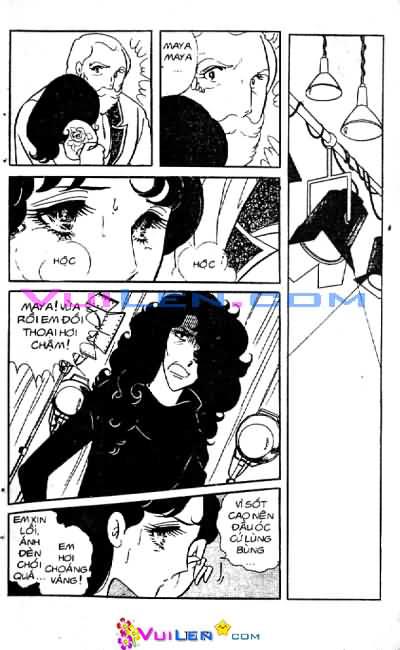 MAYA
MAYA
...
HỘC
HỘC
VuiLen.com
MAYA! VỪA
RỒI EM ĐỐI
THOẠI HƠI
CHẬM!
VÌ SỐT
CAO NÊN
ĐẦU ÓC
CỨ LÙNG
BÙNG
...
EM XIN
LỖI,
ÁNH
ĐÈN
CHÓI
QUÁ...
EM
HƠI
CHOÁNG
VÁNG!
VuiLen.com